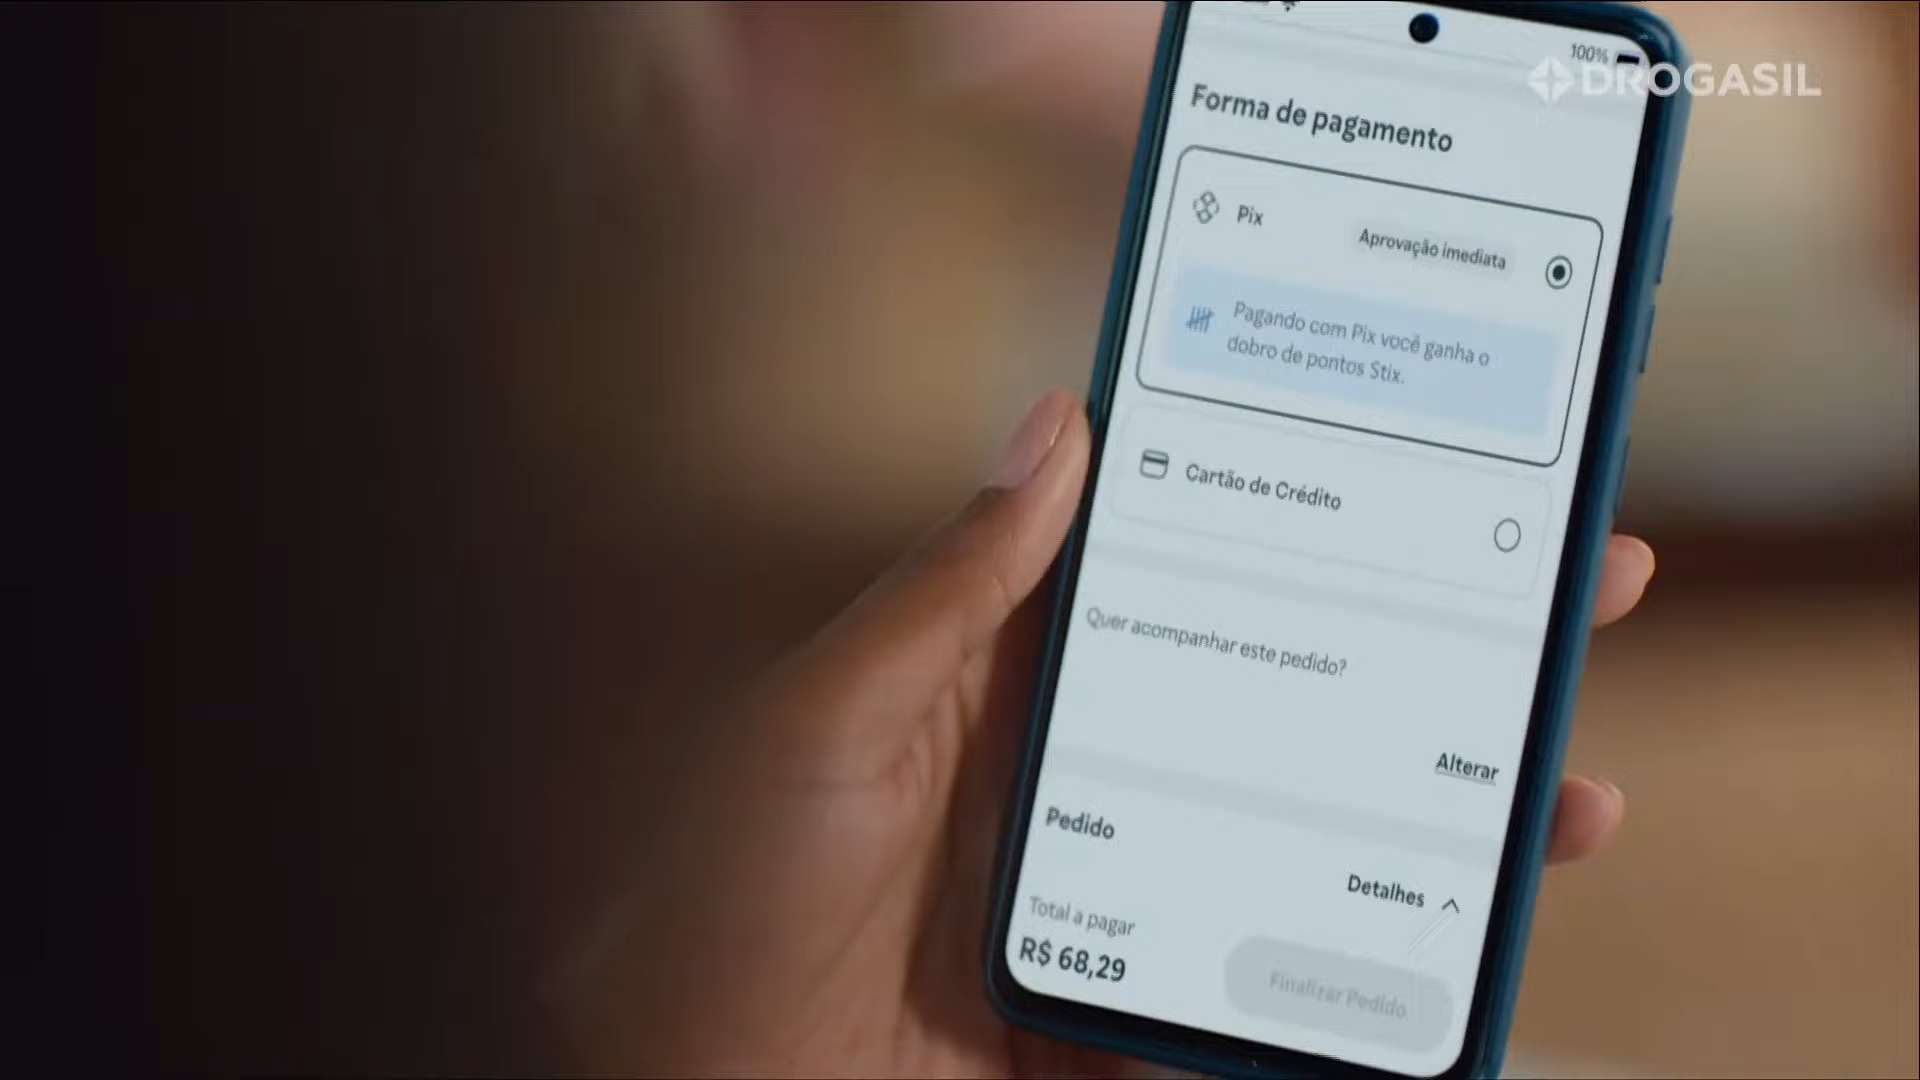 100%
DROGASIL
Forma de pagamento
Pix
Aprovação imediata
Pagando com Pix você ganha o
dobro de pontos Stix.
Cartão de Crédito
Quer acompanhar este pedido?
Alterar
Pedido
Detalhes
Total a pagar
R$ 68,29
Finalizar Pedido